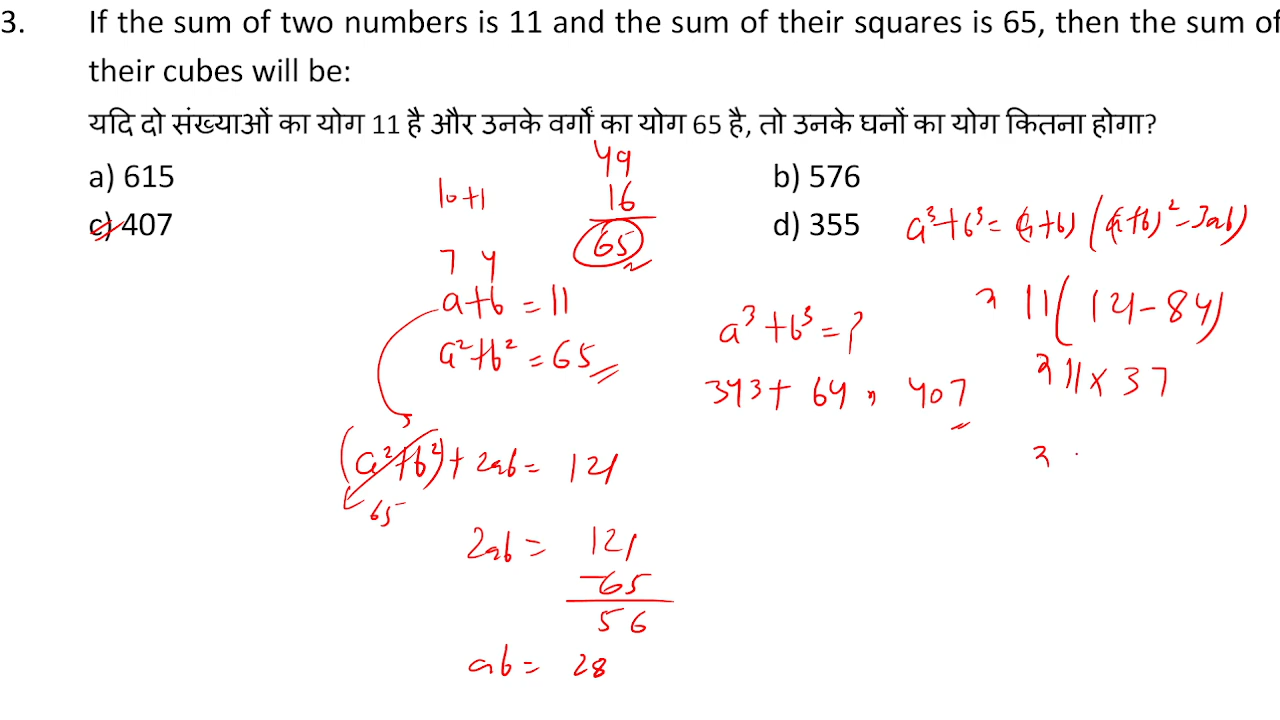 3. If the sum of two numbers is 11 and the sum of their squares is 65, then the sum of
their cubes will be:
यदि दो संख्याओं का योग 11 है और उनके वर्गों का योग 65 है, तो उनके घनों का योग कितना होगा?
a) 615
b) 576
c) 407
d) 355
10+1
49
16
65
7 4
a+b = 11
a²+b² = 65
(a²+b²) + 2ab = 121
65
2ab = 121
-65
56
ab = 28
a³+b³ = ?
343 + 64 = 407
a³+b³ = (a+b) ((a+b)² - 3ab)
= 11 (121 - 84)
= 11 × 37
=